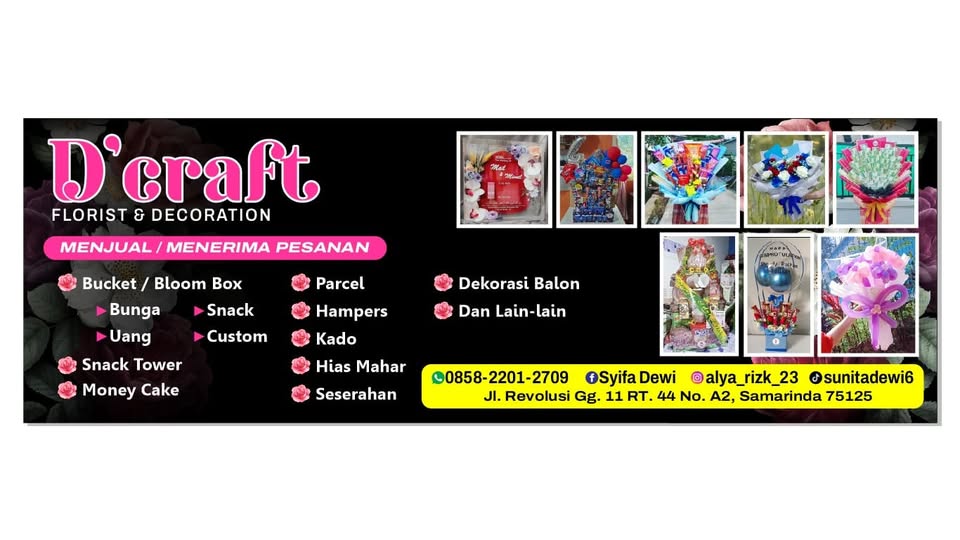 D'craft
FLORIST & DECORATION
MENJUAL / MENERIMA PESANAN
Bucket / Bloom Box
Bunga
Snack
Uang
Custom
Snack Tower
Money Cake
Parcel
Hampers
Kado
Hias Mahar
Seserahan
Dekorasi Balon
Dan Lain-lain
0858-2201-2709 Syifa Dewi alya_rizk_23 sunitadewi6
Jl. Revolusi Gg. 11 RT. 44 No. A2, Samarinda 75125